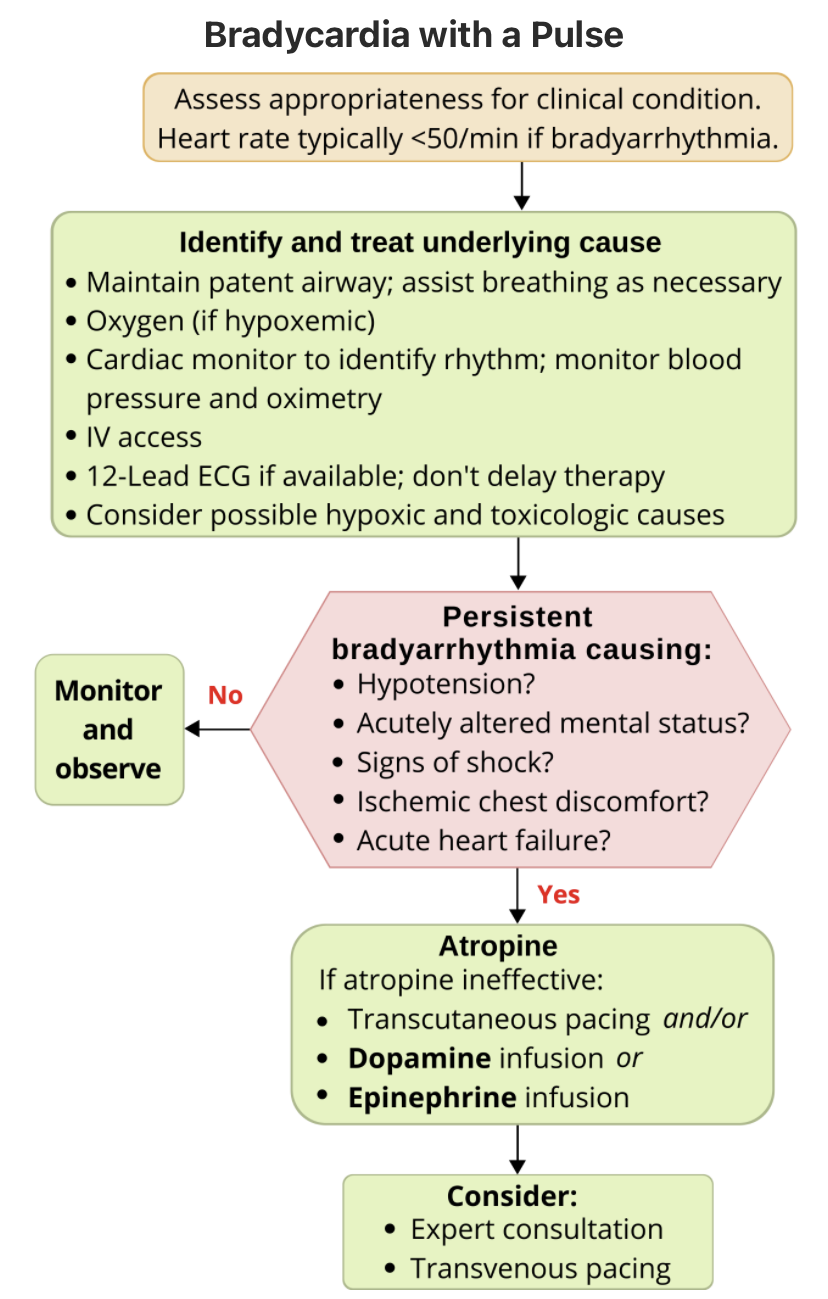 Bradycardia with a Pulse
Assess appropriateness for clinical condition.
Heart rate typically <50/min if bradyarrhythmia.
Identify and treat underlying cause
• Maintain patent airway; assist breathing as necessary
• Oxygen (if hypoxemic)
• Cardiac monitor to identify rhythm; monitor blood
pressure and oximetry
• IV access
• 12-Lead ECG if available; don't delay therapy
• Consider possible hypoxic and toxicologic causes
Persistent
bradyarrhythmia causing:
• Hypotension?
• Acutely altered mental status?
• Signs of shock?
• Ischemic chest discomfort?
• Acute heart failure?
No
Monitor
and
observe
Yes
Atropine
If atropine ineffective:
• Transcutaneous pacing and/or
• Dopamine infusion or
• Epinephrine infusion
Consider:
• Expert consultation
• Transvenous pacing